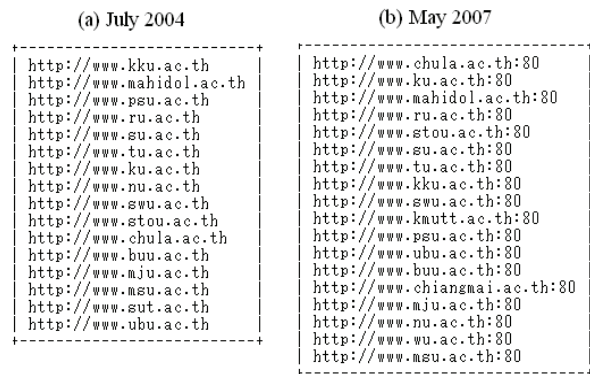 (a) July 2004
http://www.kku.ac.th
http://www.mahidol.ac.th
http://www.psu.ac.th
http://www.ru.ac.th
http://www.su.ac.th
http://www.tu.ac.th
http://www.ku.ac.th
http://www.nu.ac.th
http://www.swu.ac.th
http://www.stou.ac.th
http://www.chula.ac.th
http://www.buu.ac.th
http://www.mju.ac.th
http://www.msu.ac.th
http://www.sut.ac.th
http://www.ubu.ac.th
(b) May 2007
http://www.chula.ac.th:80
http://www.ku.ac.th:80
http://www.mahidol.ac.th:80
http://www.ru.ac.th:80
http://www.stou.ac.th:80
http://www.su.ac.th:80
http://www.tu.ac.th:80
http://www.kku.ac.th:80
http://www.swu.ac.th:80
http://www.kmutt.ac.th:80
http://www.psu.ac.th:80
http://www.ubu.ac.th:80
http://www.buu.ac.th:80
http://www.chiangmai.ac.th:80
http://www.mju.ac.th:80
http://www.nu.ac.th:80
http://www.wu.ac.th:80
http://www.msu.ac.th:80